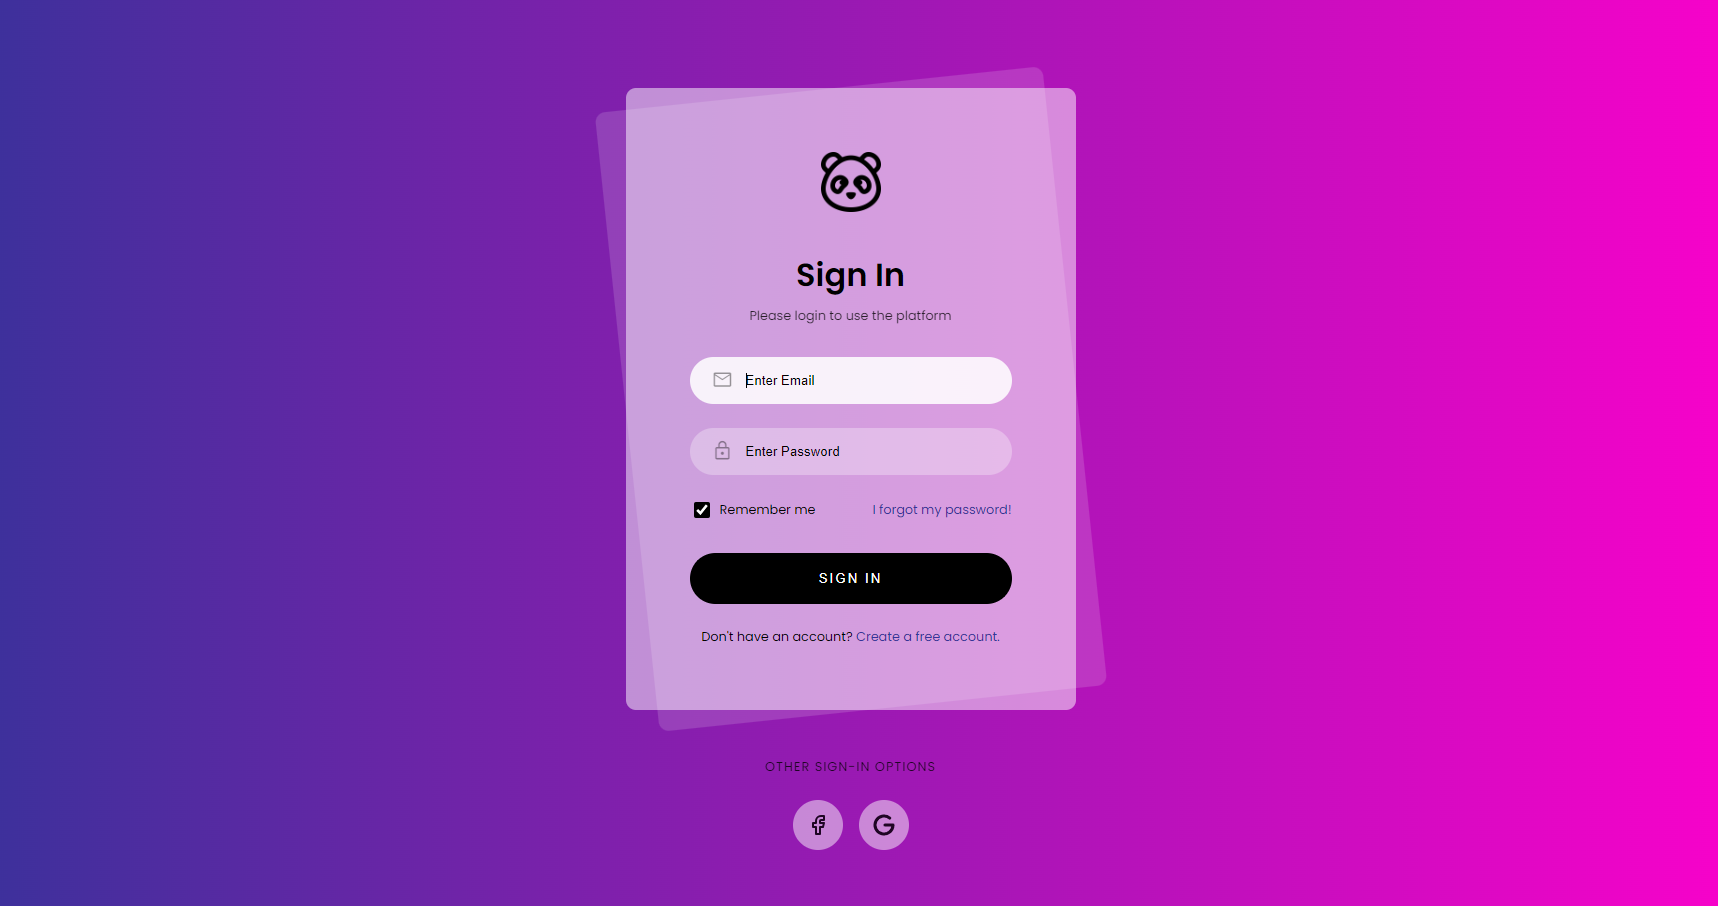 Sign In
Please login to use the platform
Enter Email
Enter Password
Remember me I forgot my password!
SIGN IN
Don't have an account? Create a free account.
OTHER SIGN-IN OPTIONS